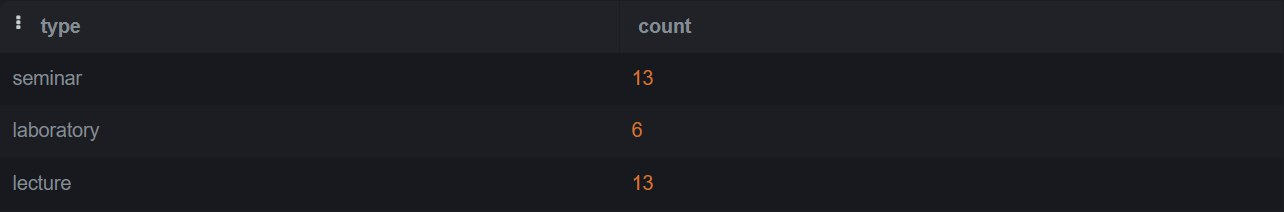 type count
seminar 13
laboratory 6
lecture 13